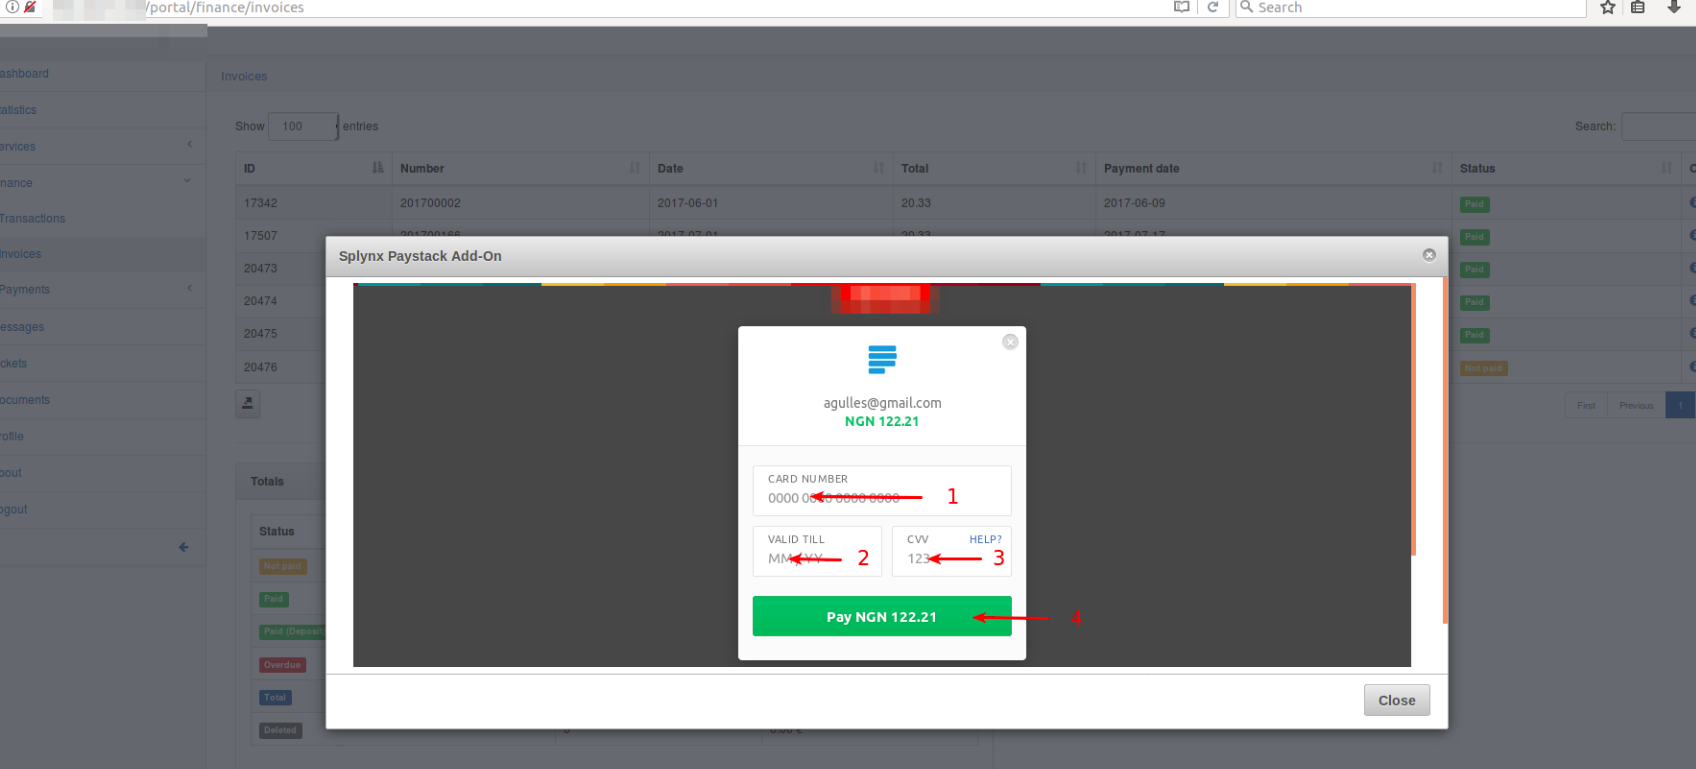 /portal/finance/invoices
Search
ashboard
Invoices
atistics
Show 100 entries
Search:
ervices
ID Number Date Total Payment date Status
nance
17342 201700002 2017-06-01 20.33 2017-06-09 Paid
Transactions
17507 201700166 2017-07-01 20.33 2017-07-17 Paid
Invoices
Splynx Paystack Add-On
20473 Paid
Payments
20474 Paid
essages
20475 Paid
ckets
20476 Not paid
ocuments
First Previous 1
agulles@gmail.com
NGN 122.21
rofile
bout
Totals
ogout
CARD NUMBER
0000 0000 0000 0000 1
Status
VALID TILL CVV HELP?
MM / YY 2 123 3
Not paid
Paid
Pay NGN 122.21 4
Paid (Deposit
Overdue
Total
Close
Deleted 0 0.00 €